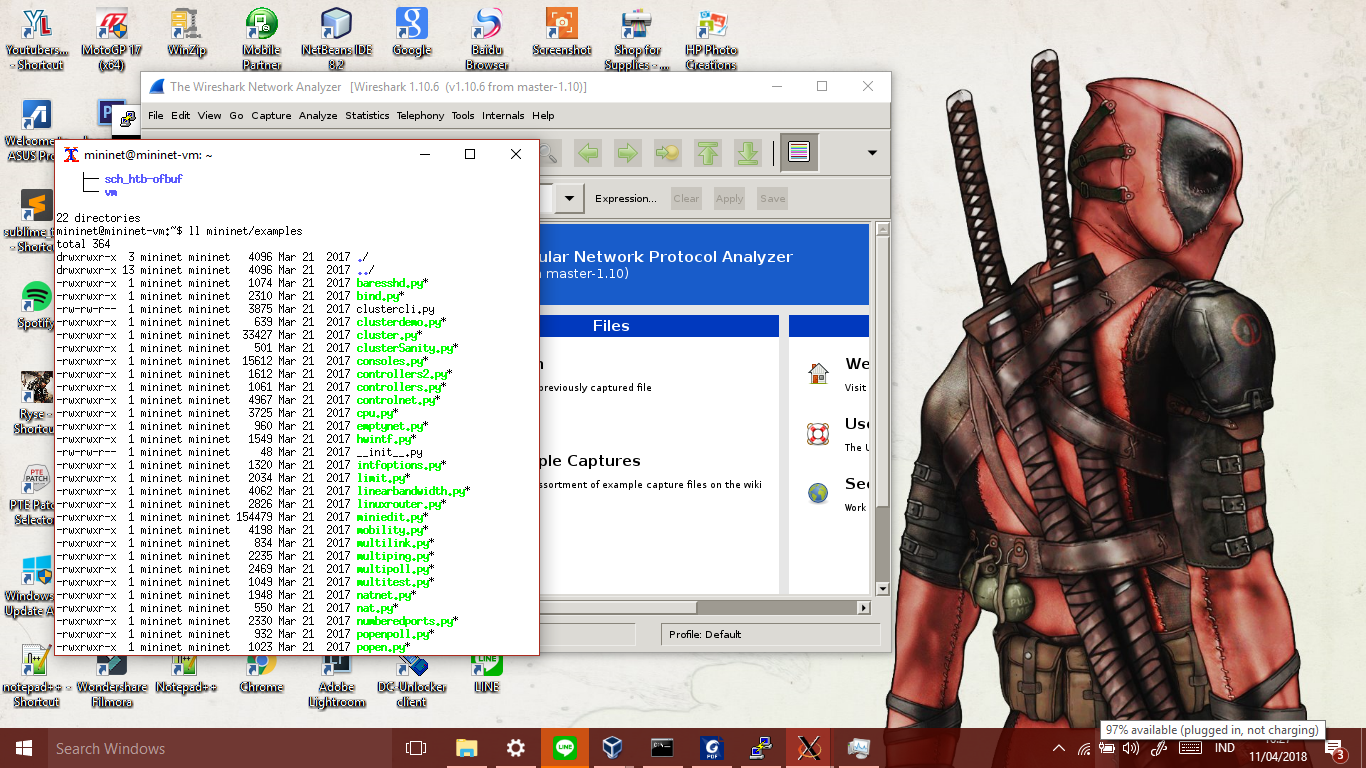 Youtubers...
- Shortcut
MotoGP 17
(x64)
WinZip
Mobile
Partner
NetBeans IDE
8.2
Google
Baidu
Browser
Screenshot
Shop for
Supplies - ...
HP Photo
Creations
The Wireshark Network Analyzer [Wireshark 1.10.6 (v1.10.6 from master-1.10)]
File Edit View Go Capture Analyze Statistics Telephony Tools Internals Help
Expression... Clear Apply Save
ular Network Protocol Analyzer
master-1.10)
Files
previously captured file
ple Captures
assortment of example capture files on the wiki
We
Visit
Use
The U
Sec
Work
Profile: Default
Welcome
ASUS Pro
sublime_t
- Shortcu
Spotify
Ryse -
Shortcu
PTE
PATCH
PTE Patc
Selecto
Windows
Update A
mininet@mininet-vm: ~
sch_htb-ofbuf
vm
22 directories
mininet@mininet-vm:~$ ll mininet/examples
total 364
drwxrwxr-x 3 mininet mininet 4096 Mar 21 2017 ./
drwxrwxr-x 13 mininet mininet 4096 Mar 21 2017 ../
-rwxrwxr-x 1 mininet mininet 1074 Mar 21 2017 baresshd.py*
-rwxrwxr-x 1 mininet mininet 2310 Mar 21 2017 bind.py*
-rw-rw-r-- 1 mininet mininet 3875 Mar 21 2017 clustercli.py
-rwxrwxr-x 1 mininet mininet 639 Mar 21 2017 clusterdemo.py*
-rwxrwxr-x 1 mininet mininet 33427 Mar 21 2017 cluster.py*
-rwxrwxr-x 1 mininet mininet 501 Mar 21 2017 clusterSanity.py*
-rwxrwxr-x 1 mininet mininet 15612 Mar 21 2017 consoles.py*
-rwxrwxr-x 1 mininet mininet 1612 Mar 21 2017 controllers2.py*
-rwxrwxr-x 1 mininet mininet 1061 Mar 21 2017 controllers.py*
-rwxrwxr-x 1 mininet mininet 4967 Mar 21 2017 controlnet.py*
-rwxrwxr-x 1 mininet mininet 3725 Mar 21 2017 cpu.py*
-rwxrwxr-x 1 mininet mininet 960 Mar 21 2017 emptynet.py*
-rwxrwxr-x 1 mininet mininet 1549 Mar 21 2017 hwintf.py*
-rw-rw-r-- 1 mininet mininet 48 Mar 21 2017 __init__.py
-rwxrwxr-x 1 mininet mininet 1320 Mar 21 2017 intfoptions.py*
-rwxrwxr-x 1 mininet mininet 2034 Mar 21 2017 limit.py*
-rwxrwxr-x 1 mininet mininet 4062 Mar 21 2017 linearbandwidth.py*
-rwxrwxr-x 1 mininet mininet 2826 Mar 21 2017 linuxrouter.py*
-rwxrwxr-x 1 mininet mininet 154479 Mar 21 2017 miniedit.py*
-rwxrwxr-x 1 mininet mininet 4198 Mar 21 2017 mobility.py*
-rwxrwxr-x 1 mininet mininet 834 Mar 21 2017 multilink.py*
-rwxrwxr-x 1 mininet mininet 2235 Mar 21 2017 multiping.py*
-rwxrwxr-x 1 mininet mininet 2469 Mar 21 2017 multipoll.py*
-rwxrwxr-x 1 mininet mininet 1049 Mar 21 2017 multitest.py*
-rwxrwxr-x 1 mininet mininet 1948 Mar 21 2017 natnet.py*
-rwxrwxr-x 1 mininet mininet 550 Mar 21 2017 nat.py*
-rwxrwxr-x 1 mininet mininet 2330 Mar 21 2017 numberedports.py*
-rwxrwxr-x 1 mininet mininet 932 Mar 21 2017 popenpoll.py*
-rwxrwxr-x 1 mininet mininet 1023 Mar 21 2017 popen.py*
notepad++ -
Shortcut
Wondershare
Filmora
Notepad++
Chrome
Adobe
Lightroom
DC-Unlocker
client
LINE
PULL
97% available (plugged in, not charging)
Search Windows
IND
11/04/2018
3